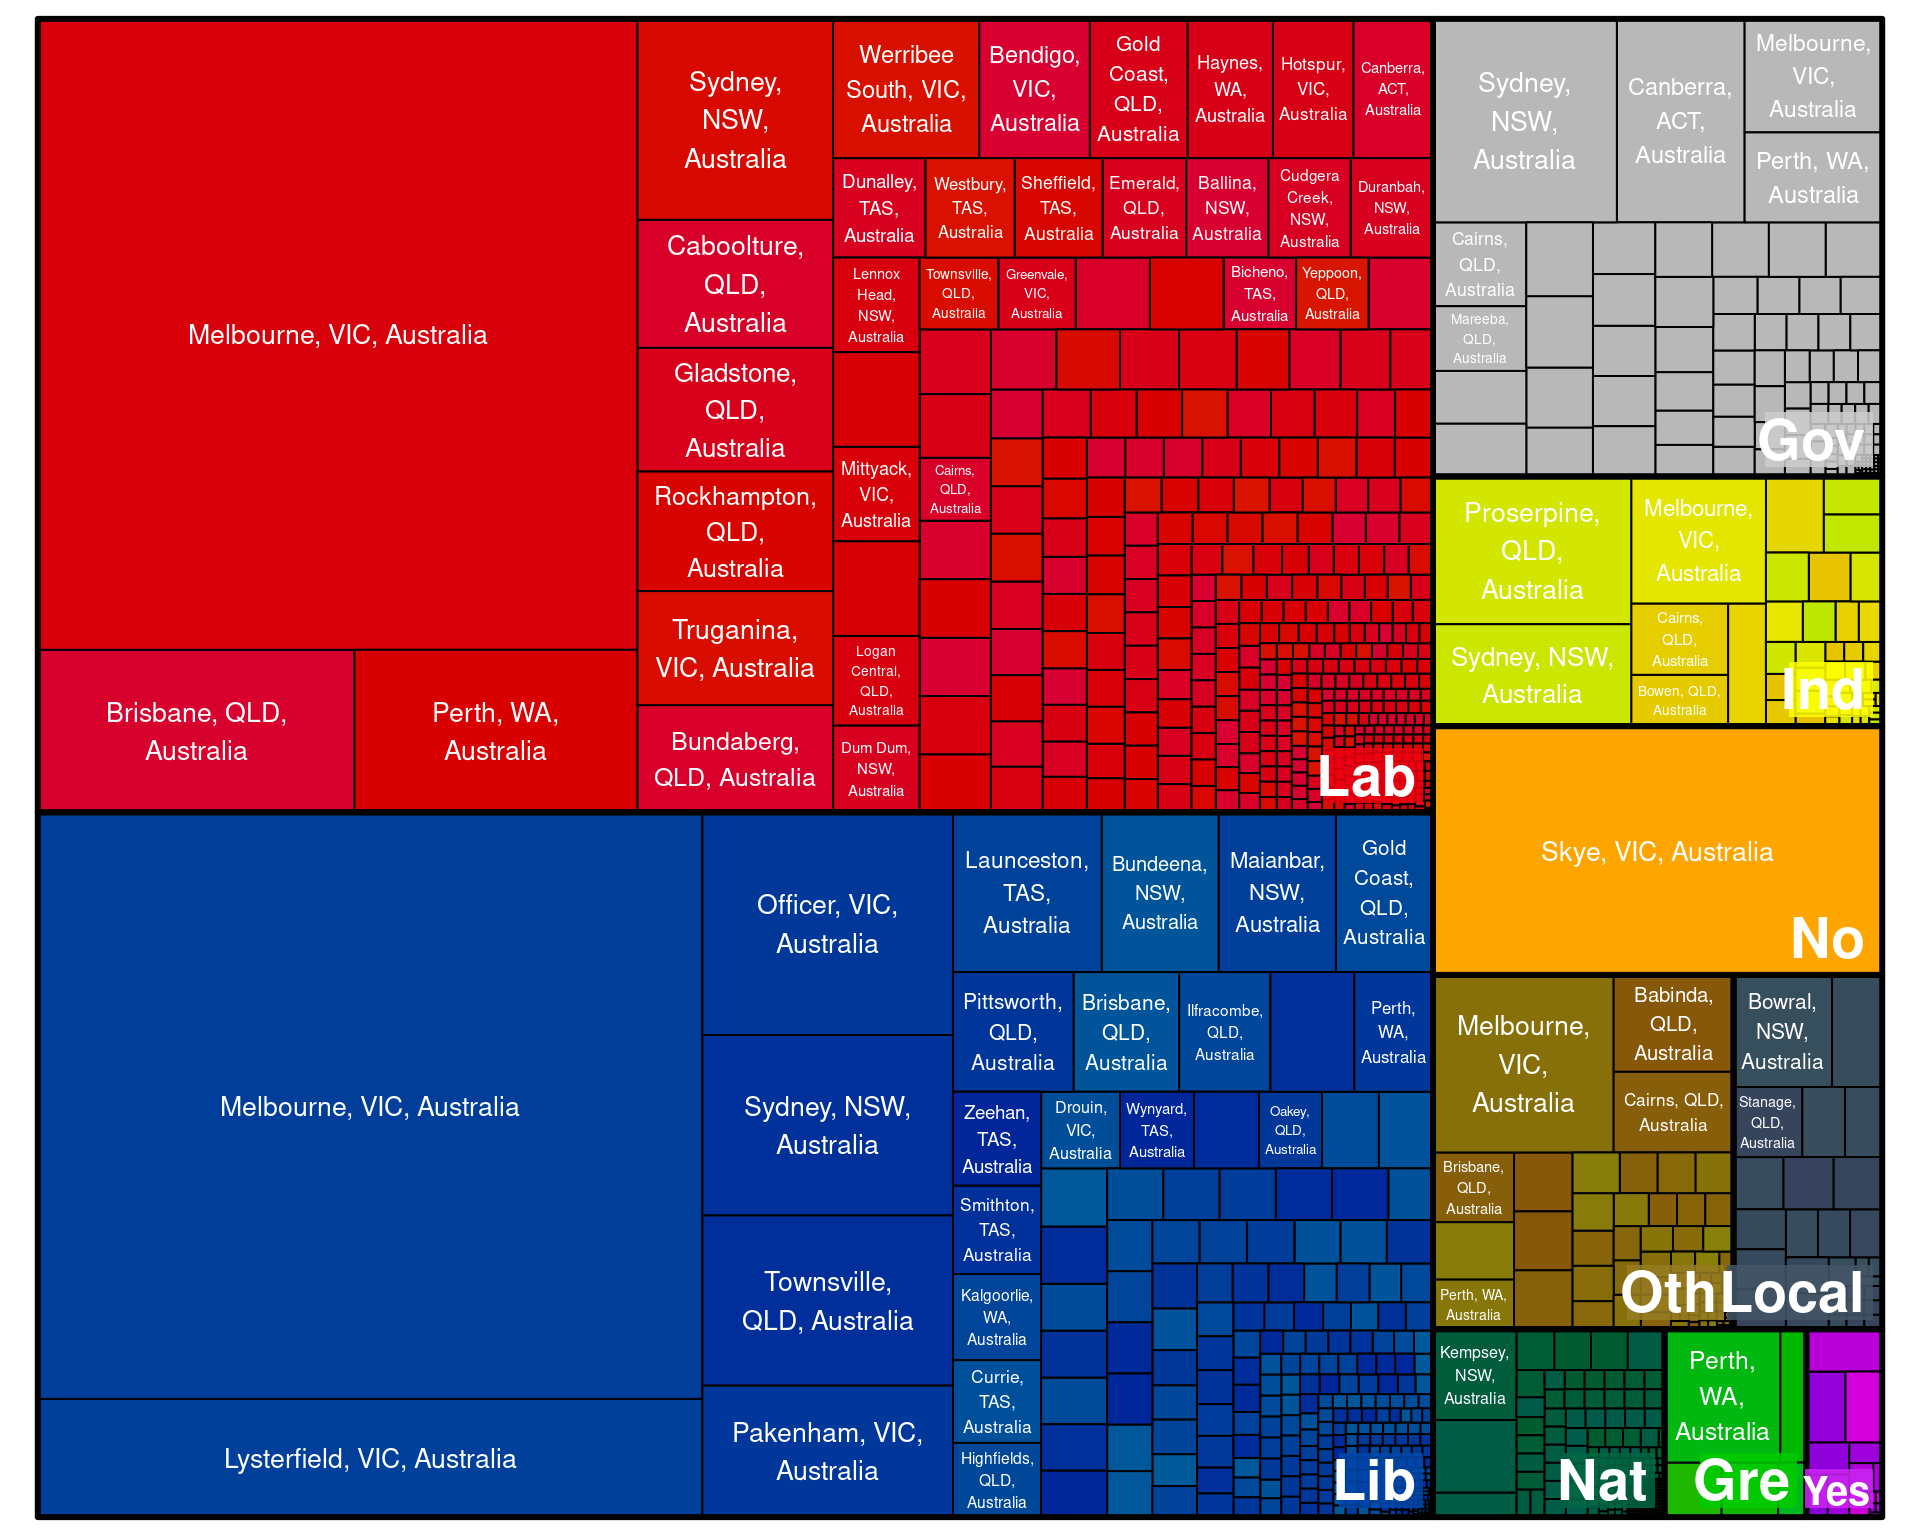 Melbourne, VIC, Australia
Brisbane, QLD,
Australia
Perth, WA,
Australia
Sydney,
NSW,
Australia
Caboolture,
QLD,
Australia
Gladstone,
QLD,
Australia
Rockhampton,
QLD,
Australia
Truganina,
VIC, Australia
Bundaberg,
QLD, Australia
Werribee
South, VIC,
Australia
Bendigo,
VIC,
Australia
Gold
Coast,
QLD,
Australia
Haynes,
WA,
Australia
Hotspur,
VIC,
Australia
Canberra,
ACT,
Australia
Dunalley,
TAS,
Australia
Westbury,
TAS,
Australia
Sheffield,
TAS,
Australia
Emerald,
QLD,
Australia
Ballina,
NSW,
Australia
Cudgera
Creek,
NSW,
Australia
Duranbah,
NSW,
Australia
Lennox
Head,
NSW,
Australia
Townsville,
QLD,
Australia
Greenvale,
VIC,
Australia
Bicheno,
TAS,
Australia
Yeppoon,
QLD,
Australia
Mittyack,
VIC,
Australia
Cairns,
QLD,
Australia
Logan
Central,
QLD,
Australia
Dum Dum,
NSW,
Australia
Lab
Melbourne, VIC, Australia
Lysterfield, VIC, Australia
Officer, VIC,
Australia
Sydney, NSW,
Australia
Townsville,
QLD, Australia
Pakenham, VIC,
Australia
Launceston,
TAS,
Australia
Bundeena,
NSW,
Australia
Maianbar,
NSW,
Australia
Gold
Coast,
QLD,
Australia
Pittsworth,
QLD,
Australia
Brisbane,
QLD,
Australia
Ilfracombe,
QLD,
Australia
Perth,
WA,
Australia
Zeehan,
TAS,
Australia
Drouin,
VIC,
Australia
Wynyard,
TAS,
Australia
Oakey,
QLD,
Australia
Smithton,
TAS,
Australia
Kalgoorlie,
WA,
Australia
Currie,
TAS,
Australia
Highfields,
QLD,
Australia
Lib
Sydney,
NSW,
Australia
Canberra,
ACT,
Australia
Melbourne,
VIC,
Australia
Perth, WA,
Australia
Cairns,
QLD,
Australia
Mareeba,
QLD,
Australia
Gov
Proserpine,
QLD,
Australia
Sydney, NSW,
Australia
Melbourne,
VIC,
Australia
Cairns,
QLD,
Australia
Bowen, QLD,
Australia
Ind
Skye, VIC, Australia
No
Melbourne,
VIC,
Australia
Babinda,
QLD,
Australia
Cairns, QLD,
Australia
Brisbane,
QLD,
Australia
Perth, WA,
Australia
Oth
Bowral,
NSW,
Australia
Stanage,
QLD,
Australia
Local
Kempsey,
NSW,
Australia
Nat
Perth,
WA,
Australia
Gre
Yes